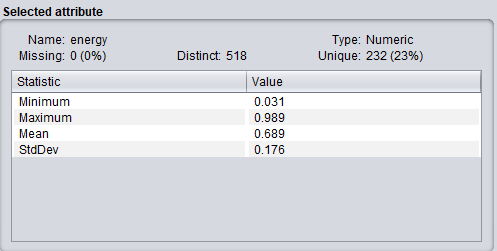 Selected attribute
Name: energy Type: Numeric
Missing: 0 (0%) Distinct: 518 Unique: 232 (23%)
Statistic Value
Minimum 0.031
Maximum 0.989
Mean 0.689
StdDev 0.176